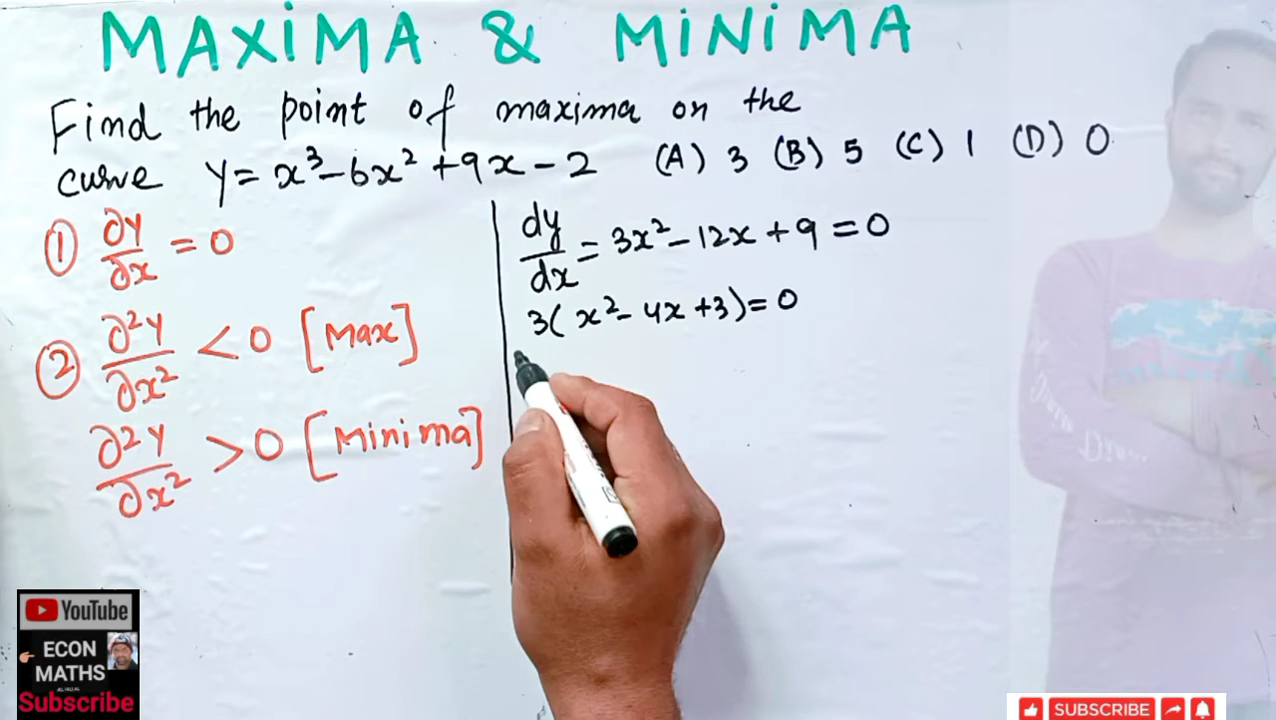 MAXIMA & MINIMA
Find the point of maxima on the
curve y = x³-6x²+9x-2 (A) 3 (B) 5 (C) 1 (D) 0
① ∂y/∂x = 0
② ∂²y/∂x² < 0 [Max]
∂²y/∂x² > 0 [Minima]
dy/dx = 3x²-12x+9=0
3(x²-4x+3)=0
YouTube
ECON
MATHS
Subscribe
SUBSCRIBE